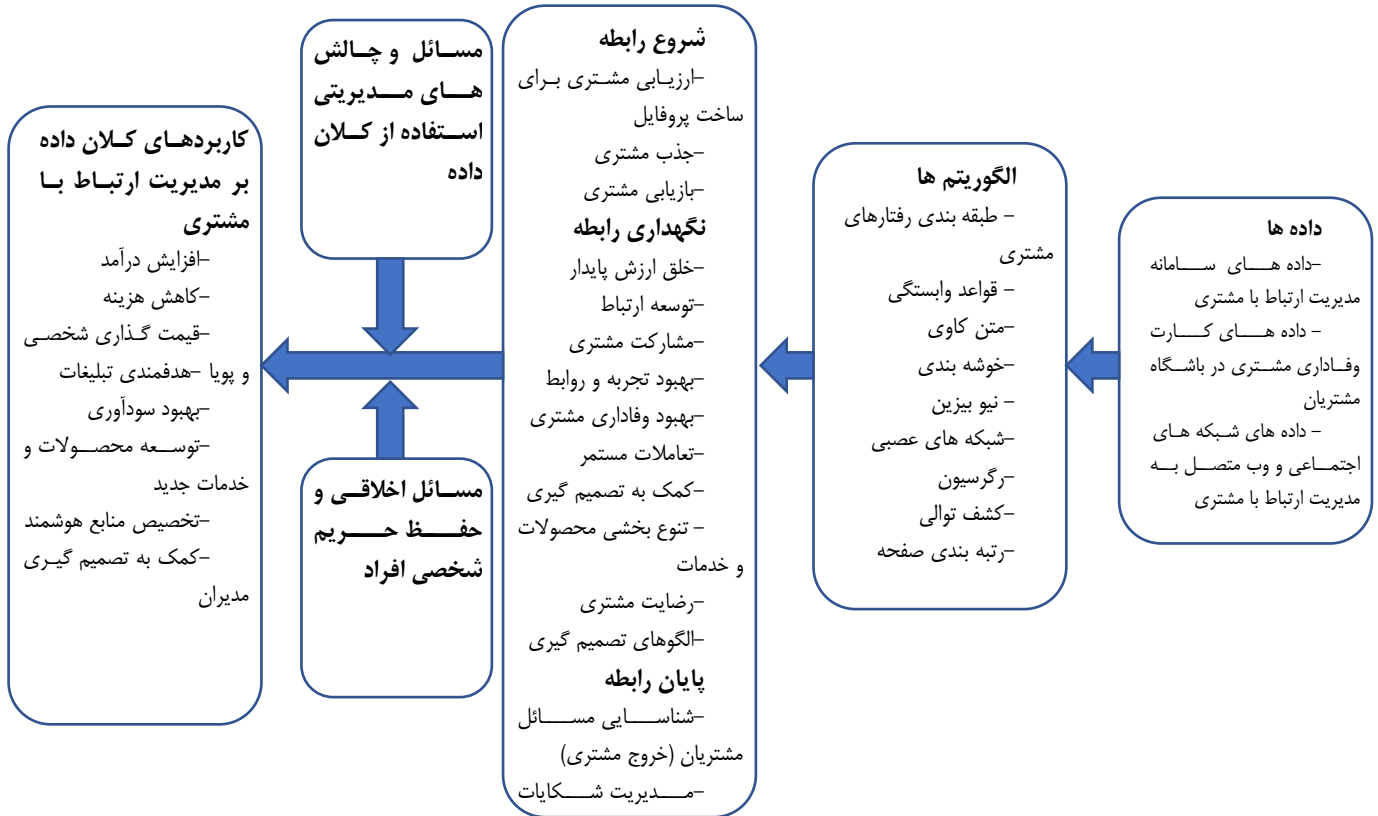 داده ها
-داده های سامانه
مدیریت ارتباط با مشتری
- داده های کارت
وفاداری مشتری در باشگاه
مشتریان
- داده های شبکه های
اجتماعی و وب متصل به
مدیریت ارتباط با مشتری
الگوریتم ها
- طبقه بندی رفتارهای
مشتری
- قواعد وابستگی
-متن کاوی
-خوشه بندی
- نیو بیزین
-شبکه های عصبی
-رگرسیون
-کشف توالی
-رتبه بندی صفحه
شروع رابطه
-ارزیابی مشتری برای
ساخت پروفایل
-جذب مشتری
-بازیابی مشتری
نگهداری رابطه
-خلق ارزش پایدار
-توسعه ارتباط
-مشارکت مشتری
-بهبود تجربه و روابط
-بهبود وفاداری مشتری
-تعاملات مستمر
-کمک به تصمیم گیری
- تنوع بخشی محصولات
و خدمات
-رضایت مشتری
-الگوهای تصمیم گیری
پایان رابطه
-شناسایی مسائل
مشتریان (خروج مشتری)
-مدیریت شکایات
مسائل و چالش
های مدیریتی
استفاده از کلان
داده
مسائل اخلاقی و
حفظ حریم
شخصی افراد
کاربردهای کلان داده
بر مدیریت ارتباط با
مشتری
-افزایش درآمد
-کاهش هزینه
-قیمت گذاری شخصی
و پویا -هدفمندی تبلیغات
-بهبود سودآوری
-توسعه محصولات و
خدمات جدید
-تخصیص منابع هوشمند
-کمک به تصمیم گیری
مدیران